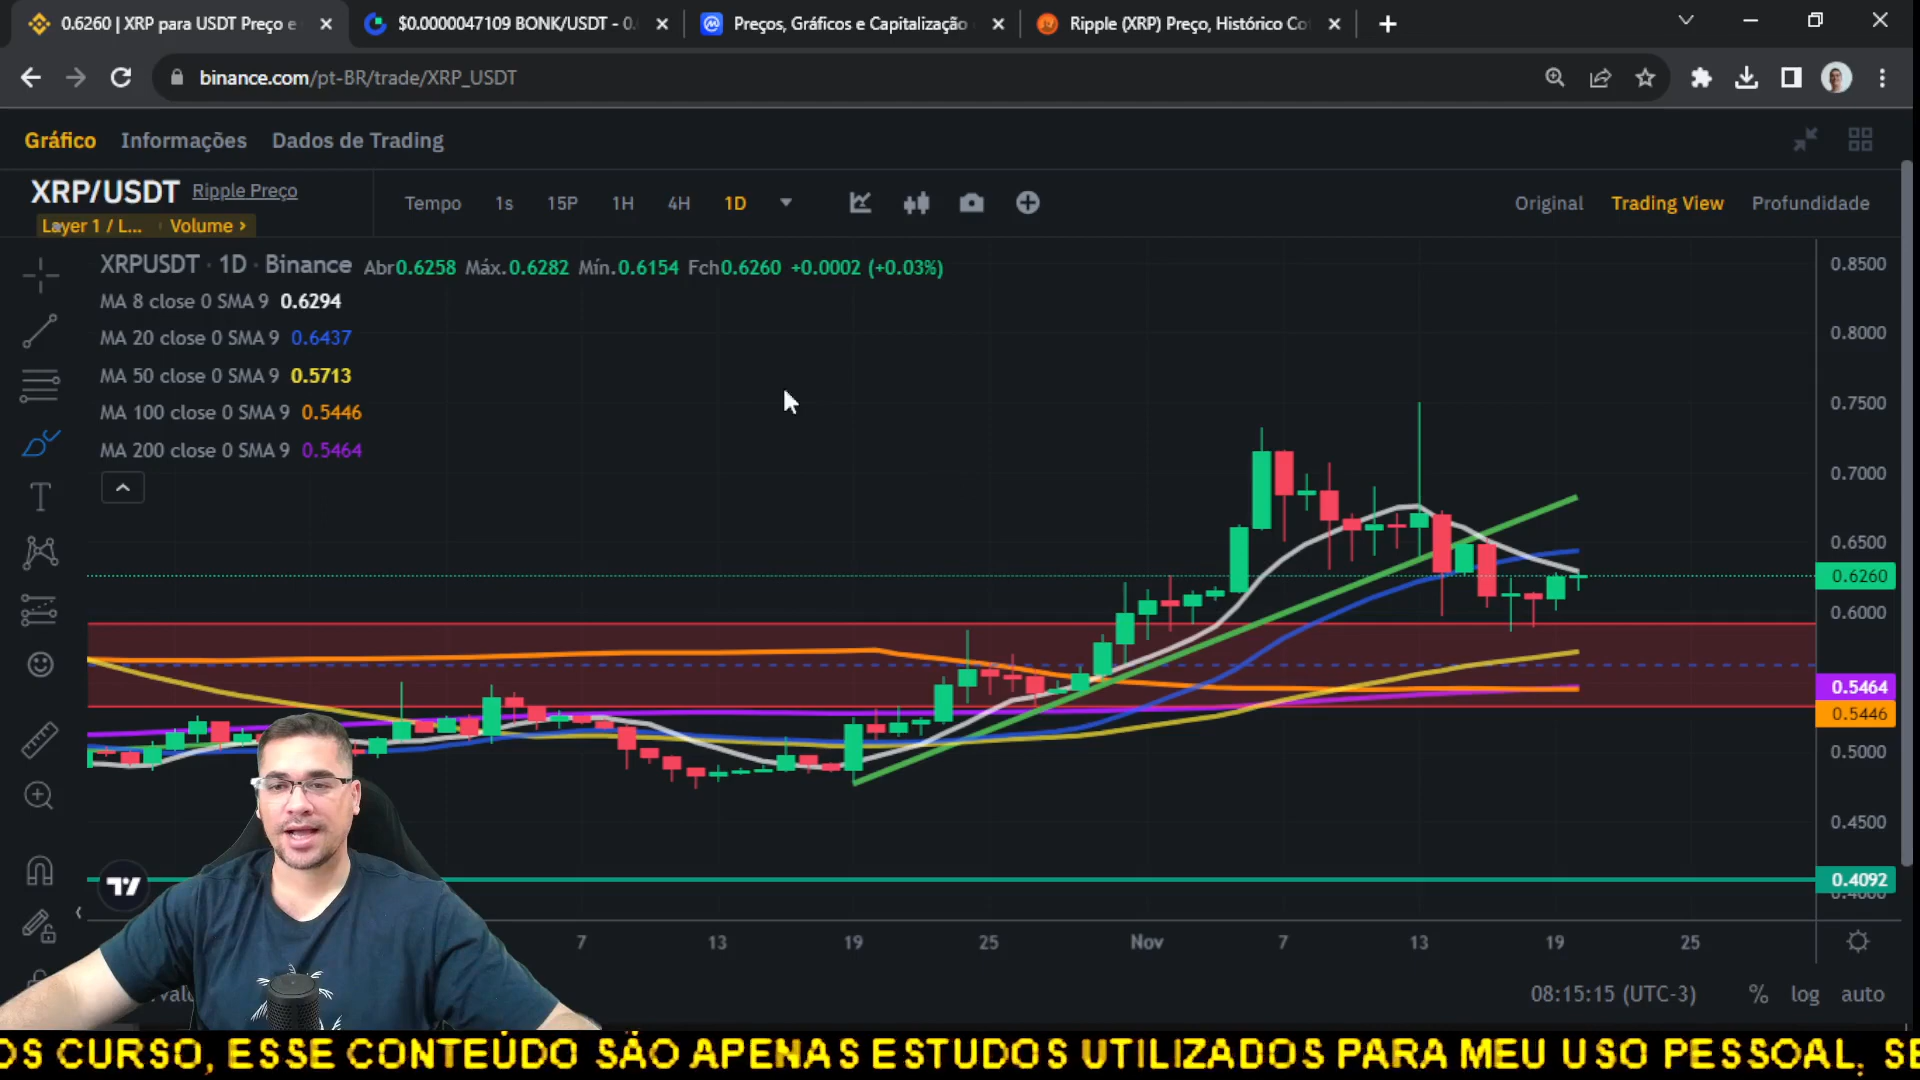 0.6260 | XRP para USDT Preço e
$0.0000047109 BONK/USDT - 0.
Preços, Gráficos e Capitalização
Ripple (XRP) Preço, Histórico Co
binance.com/pt-BR/trade/XRP_USDT
Gráfico Informações Dados de Trading
XRP/USDT Ripple Preço
Layer 1 / L... Volume >
Tempo 1s 15P 1H 4H 1D
Original Trading View Profundidade
XRPUSDT · 1D · Binance Abr0.6258 Máx.0.6282 Mín.0.6154 Fch0.6260 +0.0002 (+0.03%)
MA 8 close 0 SMA 9 0.6294
MA 20 close 0 SMA 9 0.6437
MA 50 close 0 SMA 9 0.5713
MA 100 close 0 SMA 9 0.5446
MA 200 close 0 SMA 9 0.5464
0.8500
0.8000
0.7500
0.7000
0.6500
0.6260
0.6000
0.5464
0.5446
0.5000
0.4500
0.4092
7 13 19 25 Nov 7 13 19 25
08:15:15 (UTC-3) % log auto
OS CURSO, ESSE CONTEÚDO SÃO APENAS ESTUDOS UTILIZADOS PARA MEU USO PESSOAL, SE